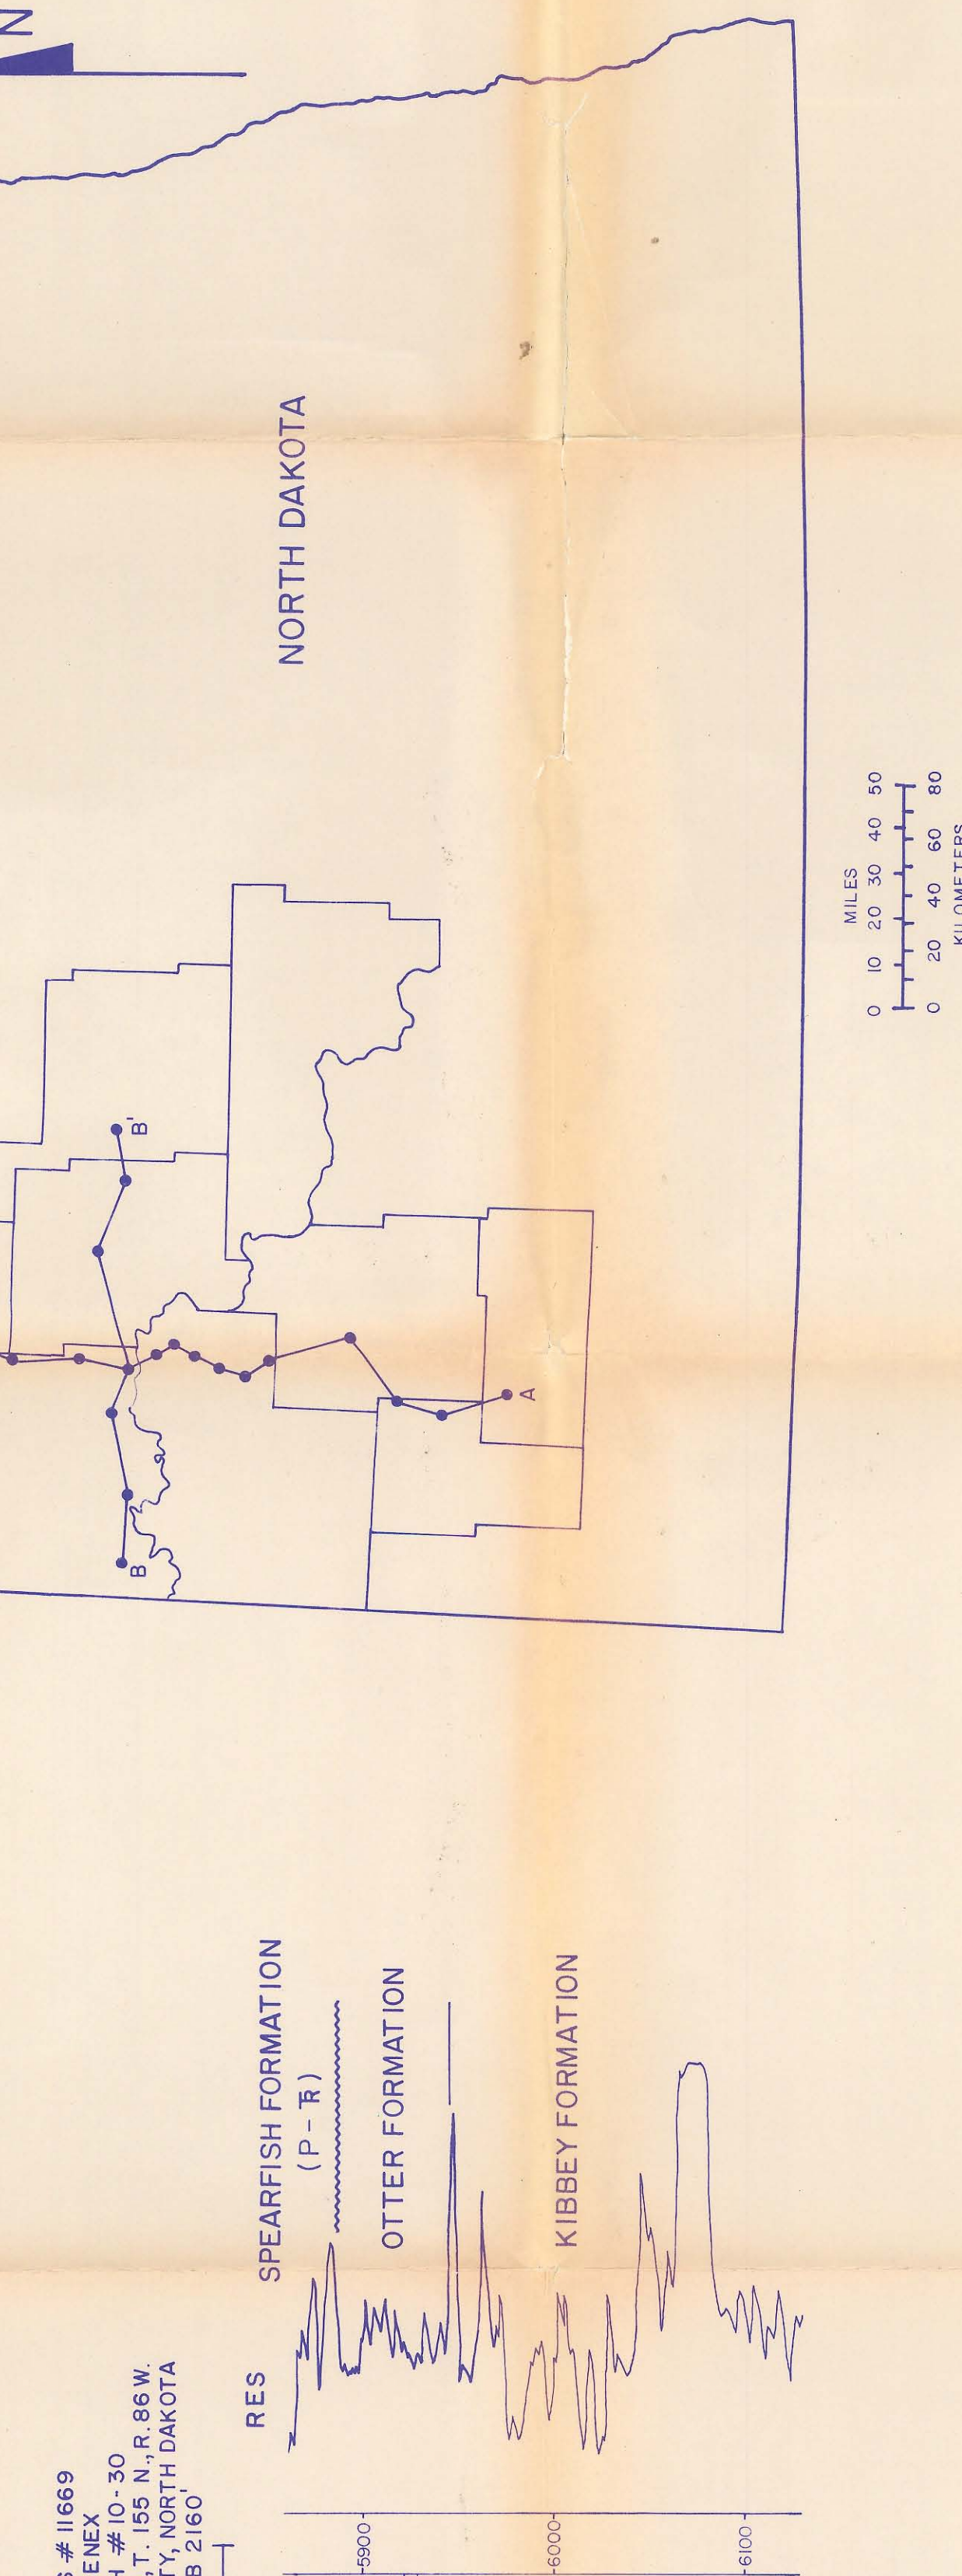 N
NORTH DAKOTA
B
B'
A
MILES
0 10 20 30 40 50
0 20 40 60 80
KILOMETERS
# 11669
ENEX
# 10-30
, T. 155 N., R. 86 W.
TY, NORTH DAKOTA
B 2160'
RES
SPEARFISH FORMATION
(P - Ћ)
OTTER FORMATION
KIBBEY FORMATION
5900
6000
6100